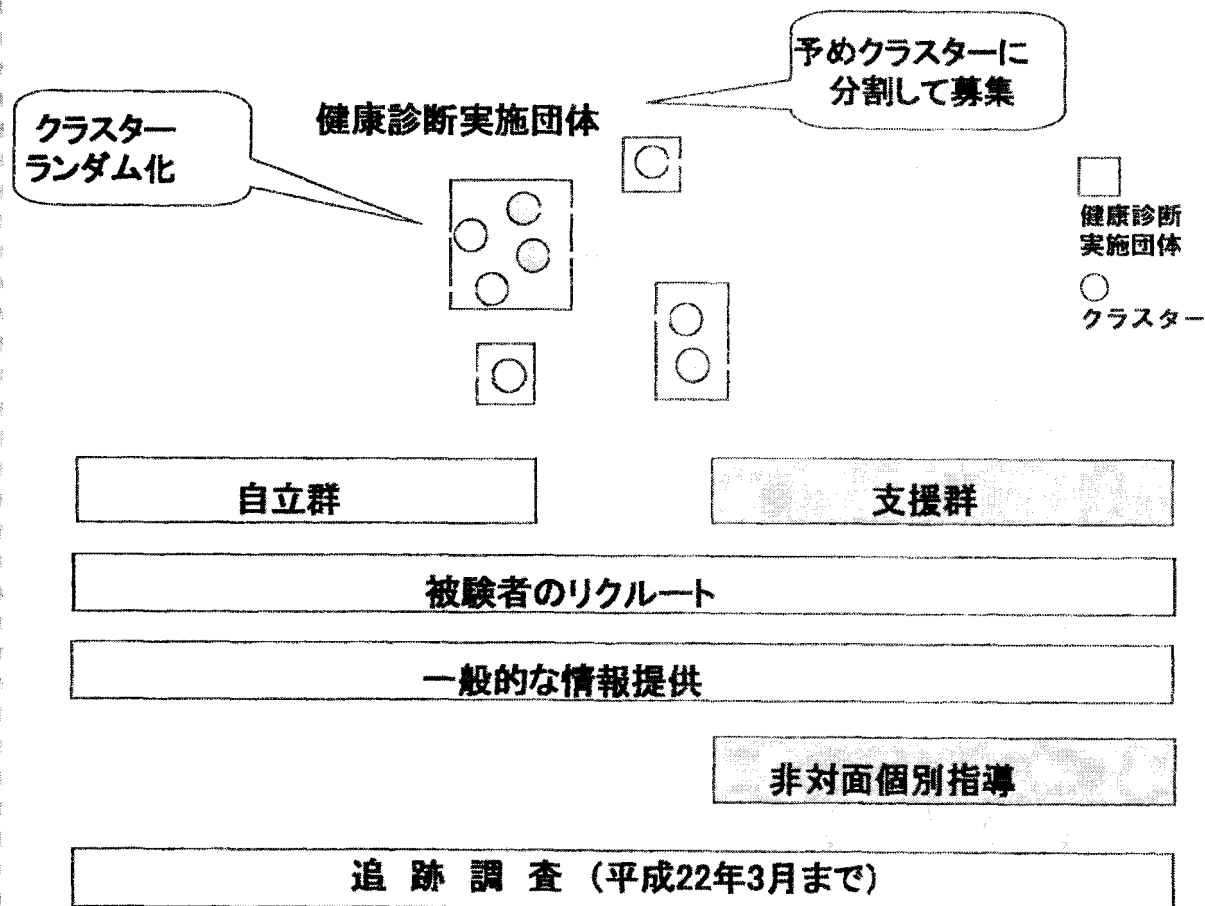 予めクラスターに
分割して募集
クラスター
ランダム化
健康診断実施団体
健康診断
実施団体
クラスター
自立群
支援群
被験者のリクルート
一般的な情報提供
非対面個別指導
追 跡 調 査 (平成22年3月まで)